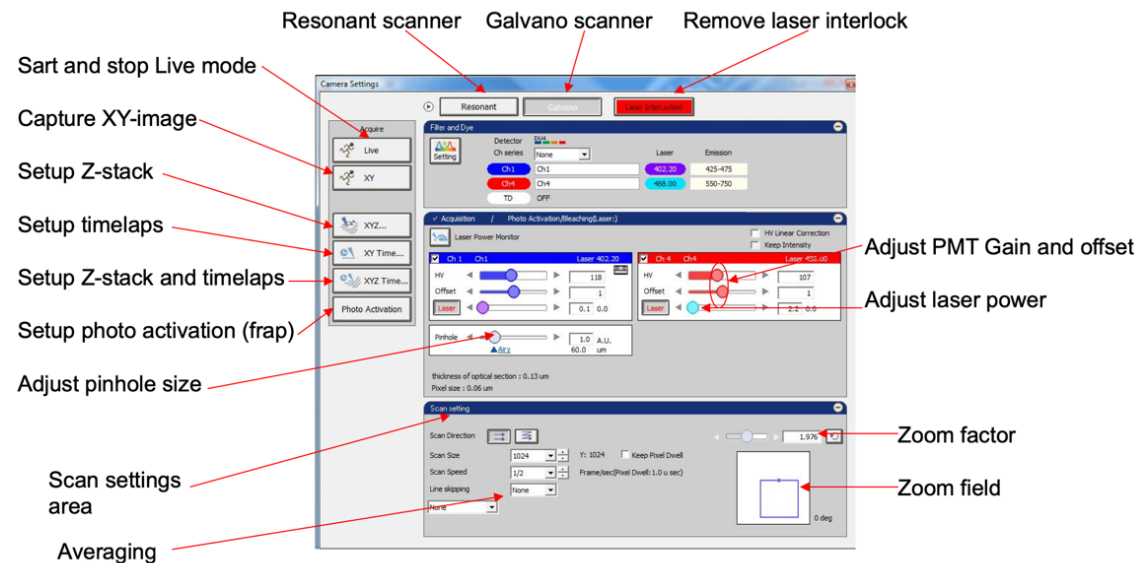 Resonant scanner Galvano scanner Remove laser interlock
Sart and stop Live mode
Capture XY-image
Setup Z-stack
Setup timelaps
Setup Z-stack and timelaps
Setup photo activation (frap)
Adjust pinhole size
Scan settings
area
Averaging
Camera Settings
Resonant Galvano Laser InterLocked
Acquire
Live
XY
XYZ...
XY Time...
XYZ Time...
Photo Activation
Filter and Dye
Setting
Detector DU4
Ch series None Laser Emission
Ch1 Ch1 402.20 425-475
Ch4 Ch4 488.00 550-750
TD OFF
✓ Acquisition / Photo Activation/Bleaching(Laser:)
Laser Power Monitor
HV Linear Correction
Keep Intensity
Ch 1 Ch1 Laser 402.20
HV 118
Offset 1
Laser 0.1 0.0
Ch 4 Ch4 Laser
HV 107
Offset 1
Laser 2.2 0.0
Pinhole 1.0 A.U.
Airy 60.0 um
thickness of optical section : 0.13 um
Pixel size : 0.06 um
Scan setting
Scan Direction 1.976
Scan Size 1024 Y: 1024 Keep Pixel Dwell
Scan Speed 1/2 Frame/sec(Pixel Dwell:1.0 u sec)
Line skipping None
None
0 deg
Adjust PMT Gain and offset
Adjust laser power
Zoom factor
Zoom field